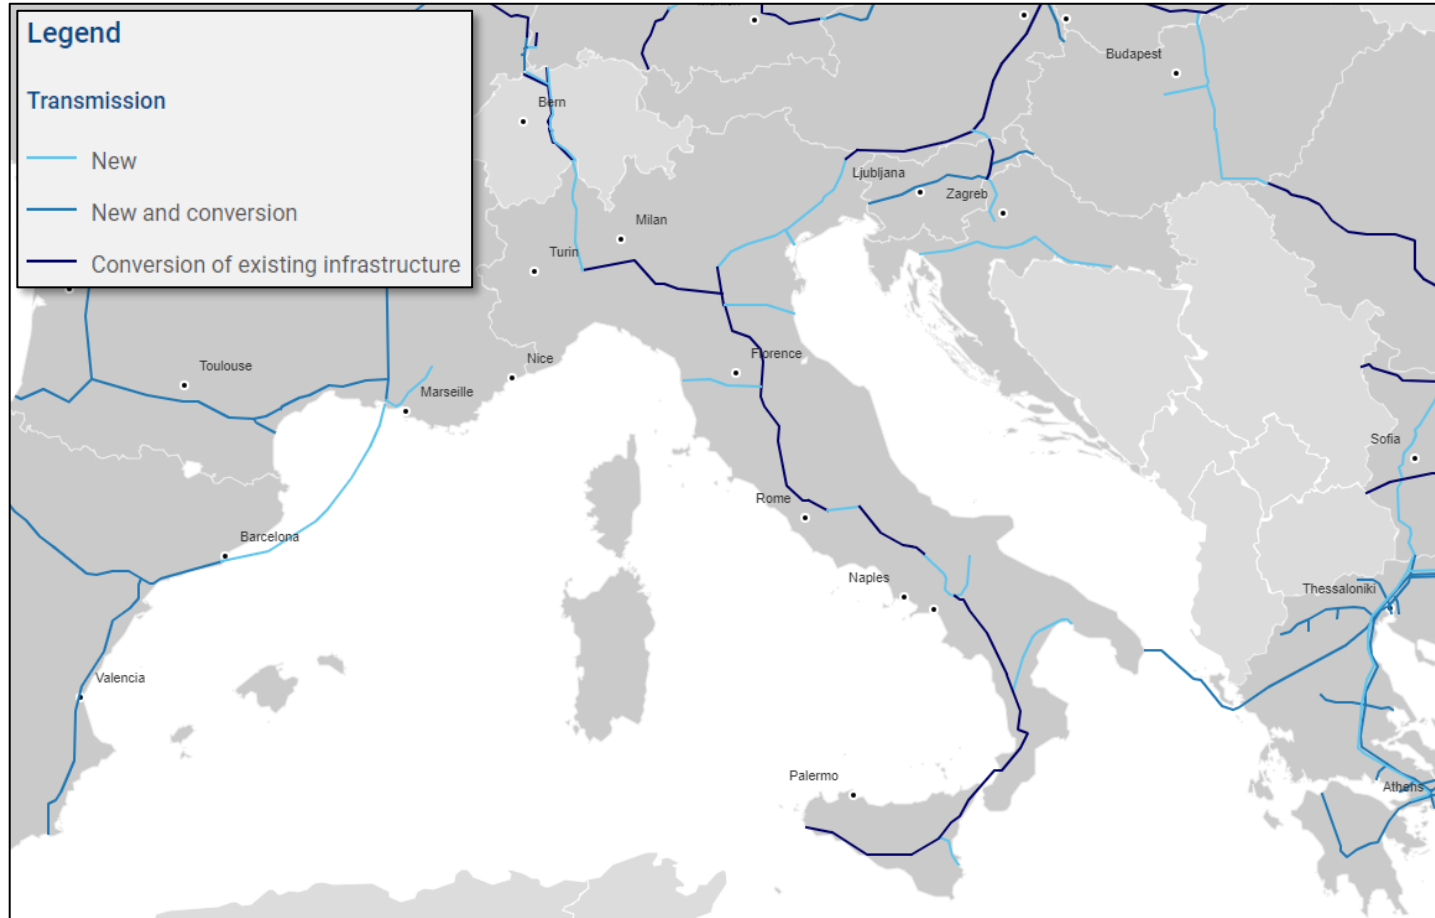 Legend
Transmission
New
New and conversion
Conversion of existing infrastructure
Budapest
Bern
Ljubljana
Zagreb
Milan
Turin
Florence
Nice
Toulouse
Marseille
Sofia
Rome
Barcelona
Naples
Thessaloniki
Valencia
Palermo
Athens